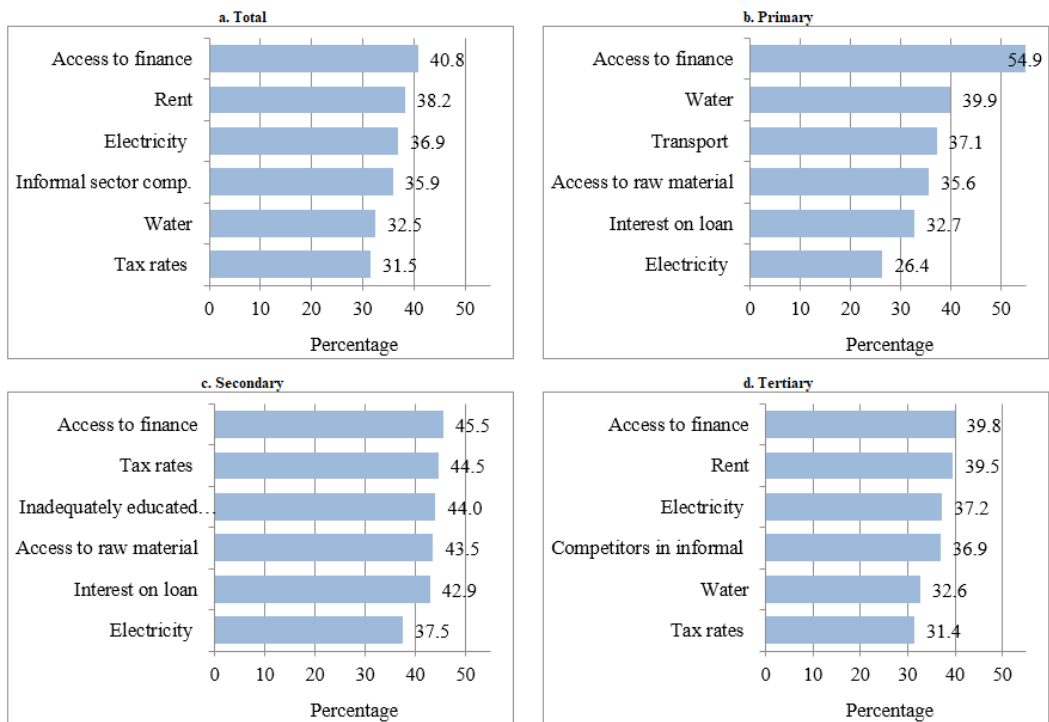 a. Total
Access to finance 40.8
Rent 38.2
Electricity 36.9
Informal sector comp. 35.9
Water 32.5
Tax rates 31.5
0 10 20 30 40 50
Percentage
b. Primary
Access to finance 54.9
Water 39.9
Transport 37.1
Access to raw material 35.6
Interest on loan 32.7
Electricity 26.4
0 10 20 30 40 50
Percentage
c. Secondary
Access to finance 45.5
Tax rates 44.5
Inadequately educated... 44.0
Access to raw material 43.5
Interest on loan 42.9
Electricity 37.5
0 10 20 30 40 50
Percentage
d. Tertiary
Access to finance 39.8
Rent 39.5
Electricity 37.2
Competitors in informal 36.9
Water 32.6
Tax rates 31.4
0 10 20 30 40 50
Percentage